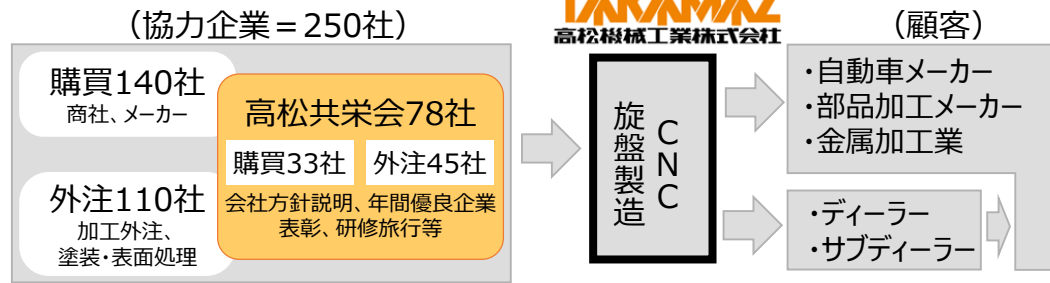 (協力企業=250社)
購買140社
商社、メーカー
外注110社
加工外注、
塗装・表面処理
高松共栄会78社
購買33社
外注45社
会社方針説明、年間優良企業
表彰、研修旅行等
TAKAMAZ
高松機械工業株式会社
CNC
旋盤製造
(顧客)
・自動車メーカー
・部品加工メーカー
・金属加工業
・ディーラー
・サブディーラー